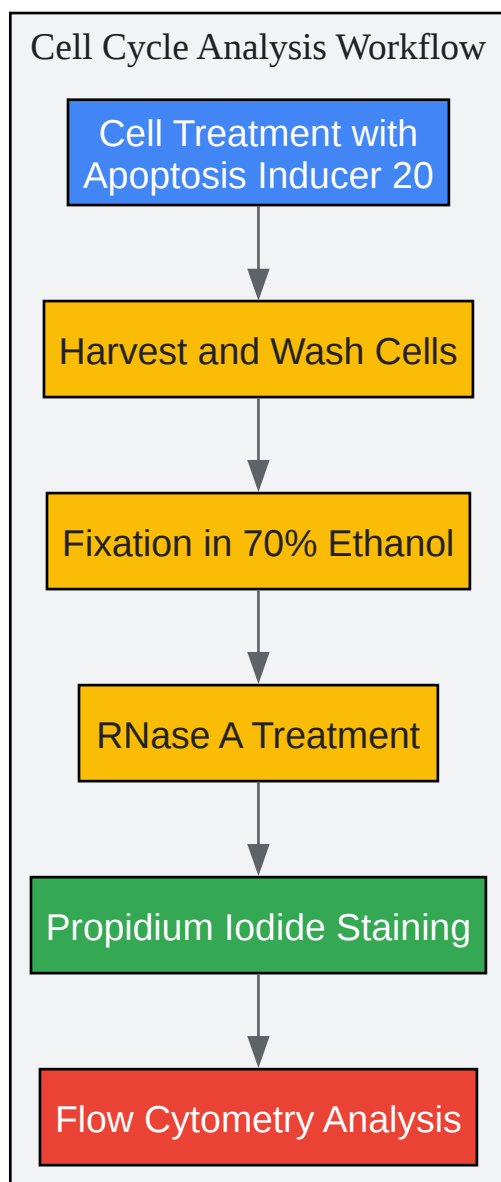 Cell Cycle Analysis Workflow
Cell Treatment with
Apoptosis Inducer 20
Harvest and Wash Cells
Fixation in 70% Ethanol
RNase A Treatment
Propidium Iodide Staining
Flow Cytometry Analysis